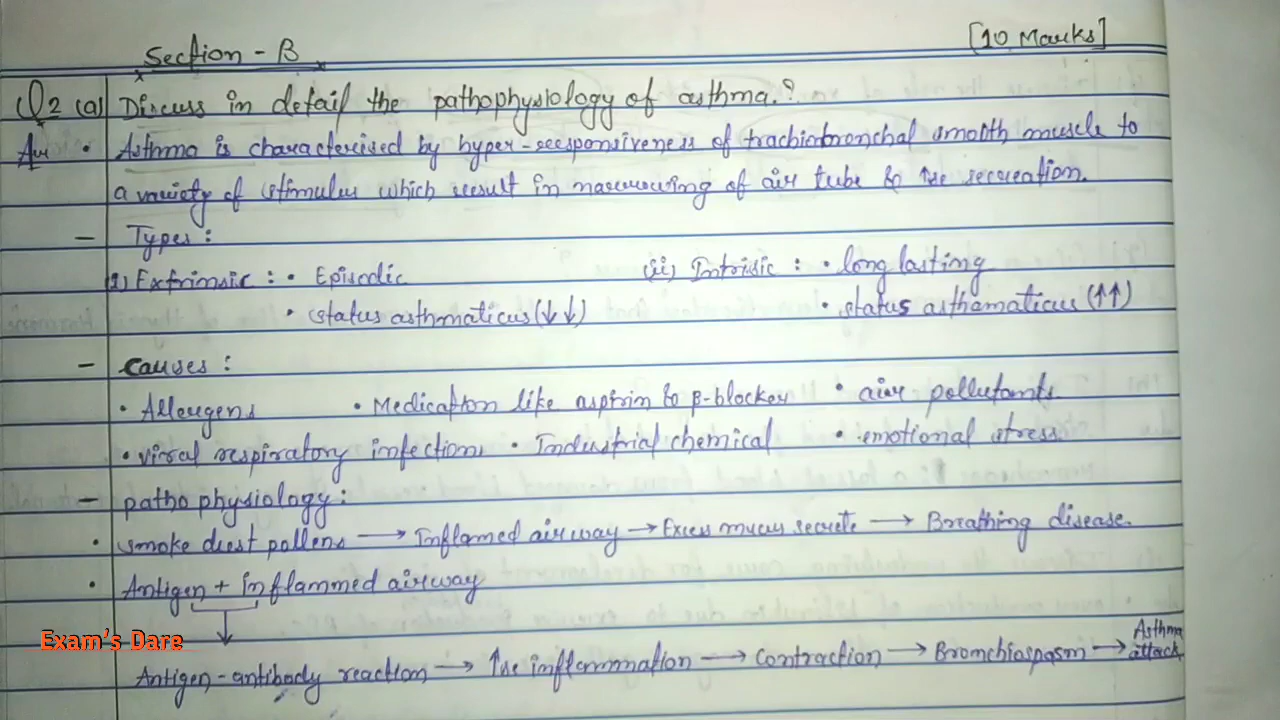 Section - B [10 Marks]
Q2 (a) Discuss in detail the pathophysiology of asthma.?
Ans • Asthma is characterised by hyper-responsiveness of trachiobronchal smooth muscle to
a variety of stimulus which result in narrowing of air tube & ↑se secreation.
- Types:
i) Extrinsic : • Episodic (ii) Intrisic : • long lasting
• status asthmaticus (↓↓) • status asthamaticus (↑↑)
- Causes:
• Allergens • Medication like aspirin & β-blocker • air pollutants
• viral respiratory infection • Industrial chemical • emotional stress.
- pathophysiology:
• smoke dust pollens → Inflamed airway → Excess mucus secrete → Breathing disease.
• Antigen + inflammed airway
Exam's Dare
Antigen-antibody reaction → ↑se inflammation → contraction → Bronchiospasm → Asthma attack